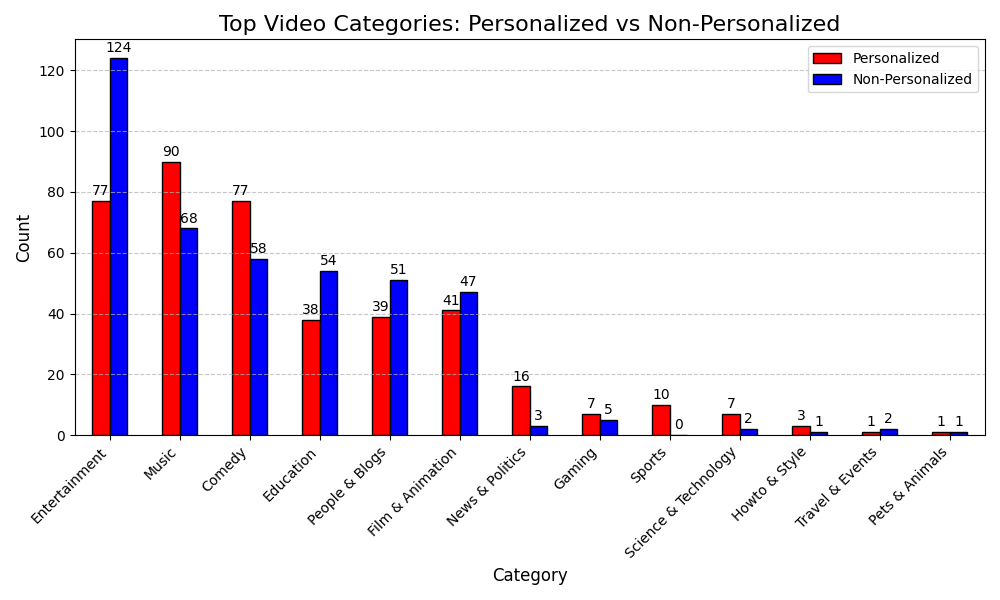 Top Video Categories: Personalized vs Non-Personalized
Personalized
Non-Personalized
Count
120
100
80
60
40
20
0
77
124
90
68
77
58
38
54
39
51
41
47
16
3
7
5
10
0
7
2
3
1
1
2
1
1
Entertainment
Music
Comedy
Education
People & Blogs
Film & Animation
News & Politics
Gaming
Sports
Science & Technology
Howto & Style
Travel & Events
Pets & Animals
Category